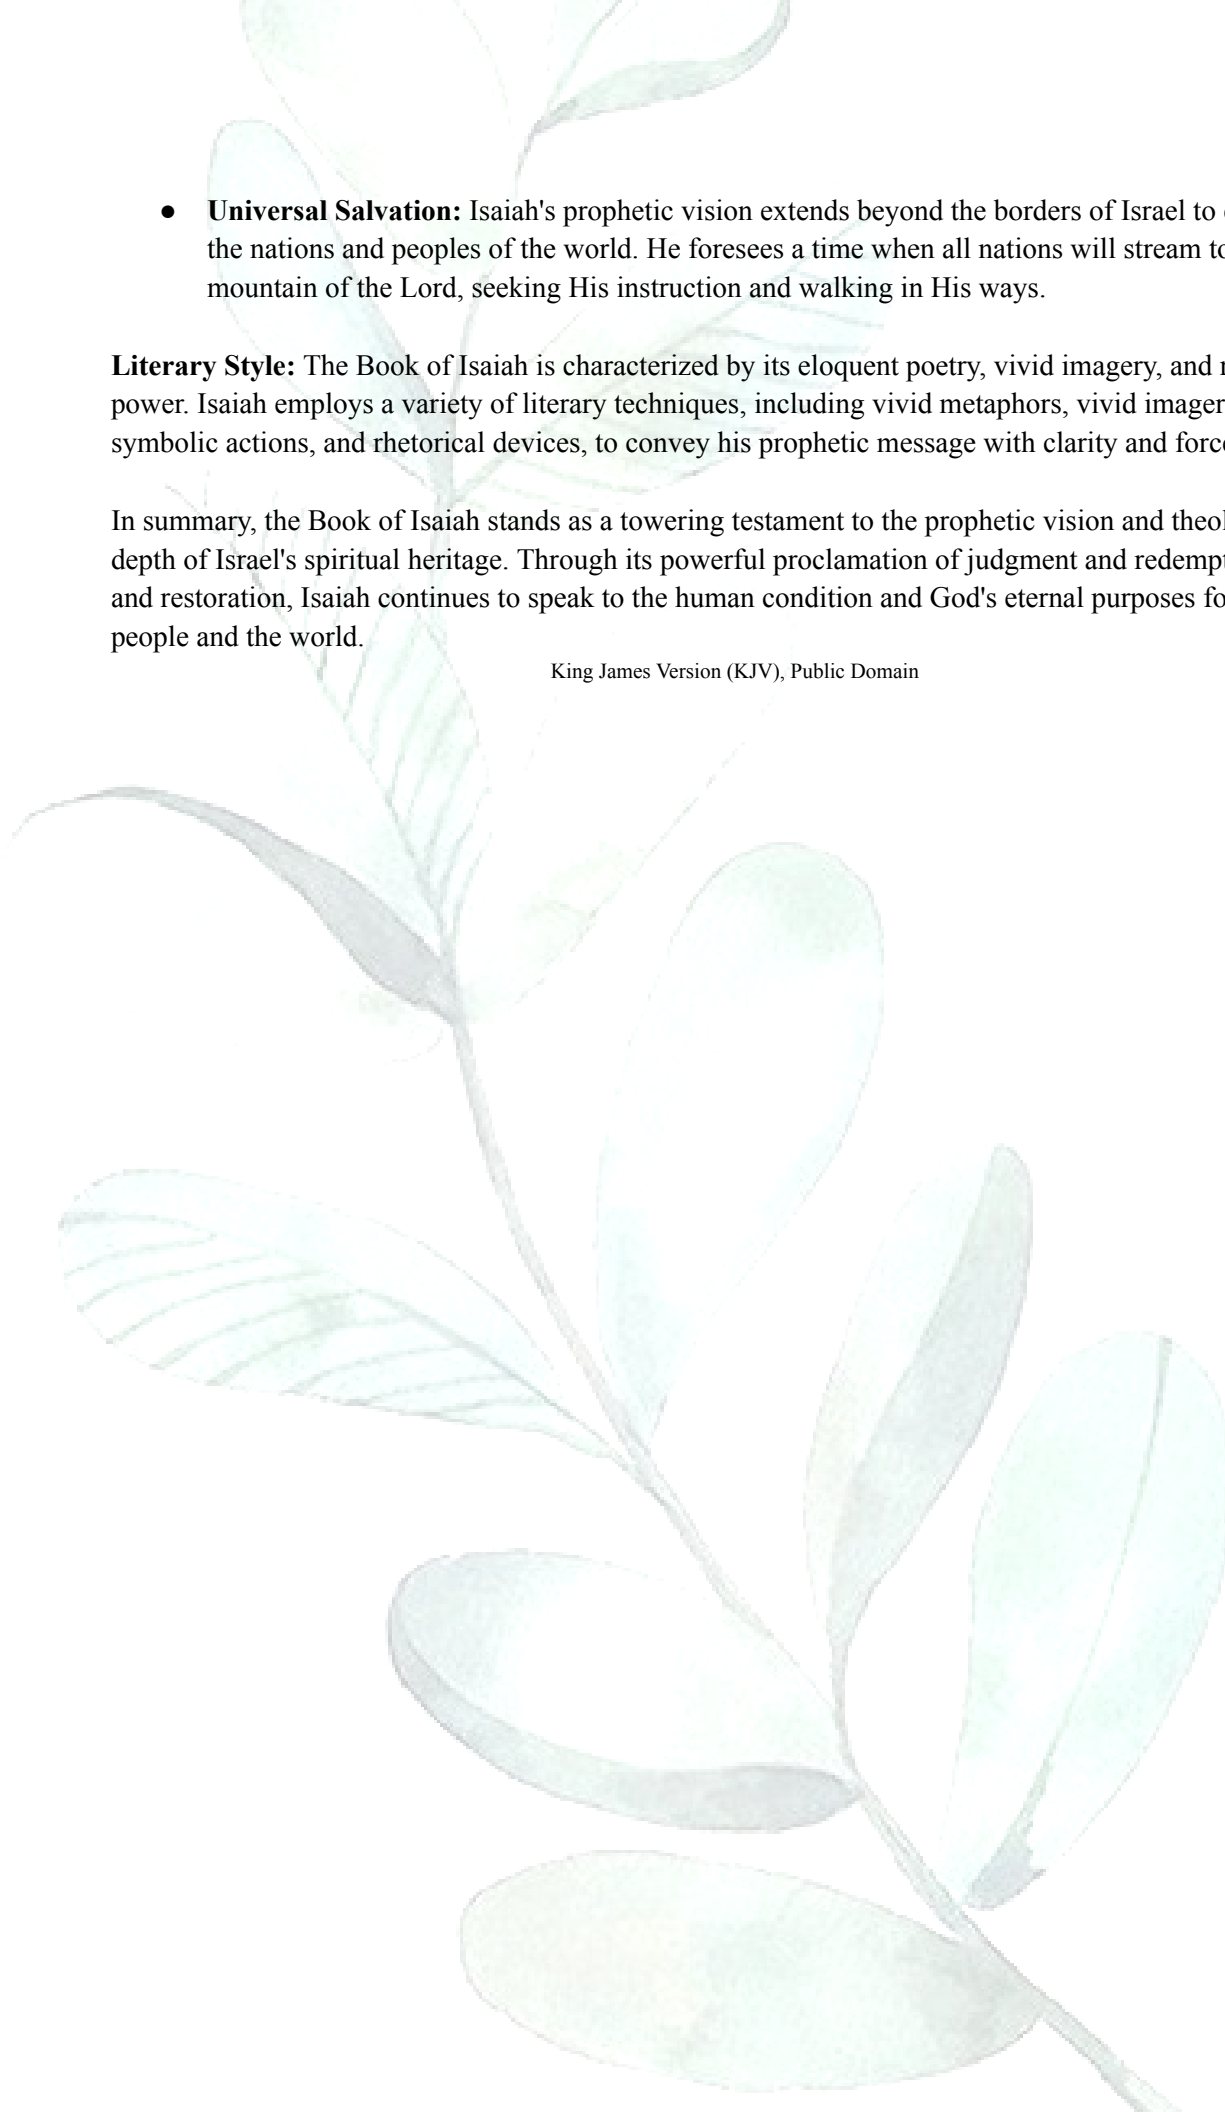 ● Universal Salvation: Isaiah's prophetic vision extends beyond the borders of Israel to
the nations and peoples of the world. He foresees a time when all nations will stream to
mountain of the Lord, seeking His instruction and walking in His ways.
Literary Style: The Book of Isaiah is characterized by its eloquent poetry, vivid imagery, and
power. Isaiah employs a variety of literary techniques, including vivid metaphors, vivid
symbolic actions, and rhetorical devices, to convey his prophetic message with clarity and
In summary, the Book of Isaiah stands as a towering testament to the prophetic vision and
depth of Israel's spiritual heritage. Through its powerful proclamation of judgment and
and restoration, Isaiah continues to speak to the human condition and God's eternal purposes
people and the world.
King James Version (KJV), Public Domain